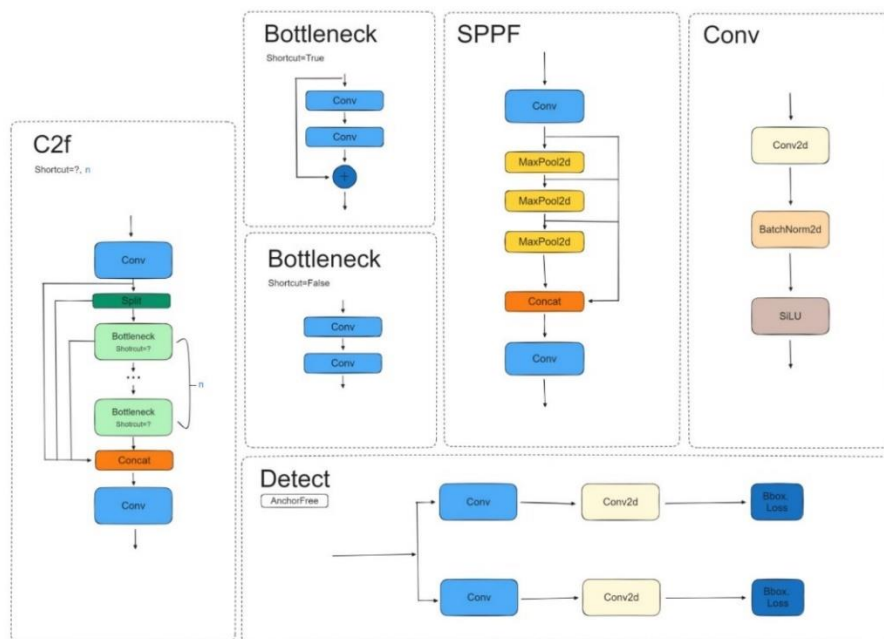 C2f
Shortcut=?, n
Conv
Split
Bottleneck
Shotrcut=?
...
Bottleneck
Shotrcut=?
n
Concat
Conv
Bottleneck
Shortcut=True
Conv
Conv
+
Bottleneck
Shortcut=False
Conv
Conv
SPPF
Conv
MaxPool2d
MaxPool2d
MaxPool2d
Concat
Conv
Conv
Conv2d
BatchNorm2d
SiLU
Detect
AnchorFree
Conv
Conv2d
Bbox.
Loss
Conv
Conv2d
Bbox.
Loss